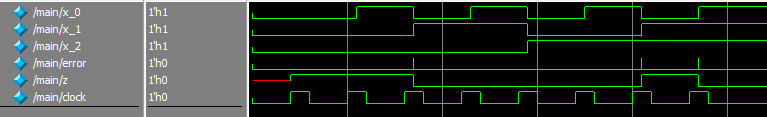 /main/x_0 1'h1
/main/x_1 1'h1
/main/x_2 1'h1
/main/error 1'h0
/main/z 1'h0
/main/clock 1'h0